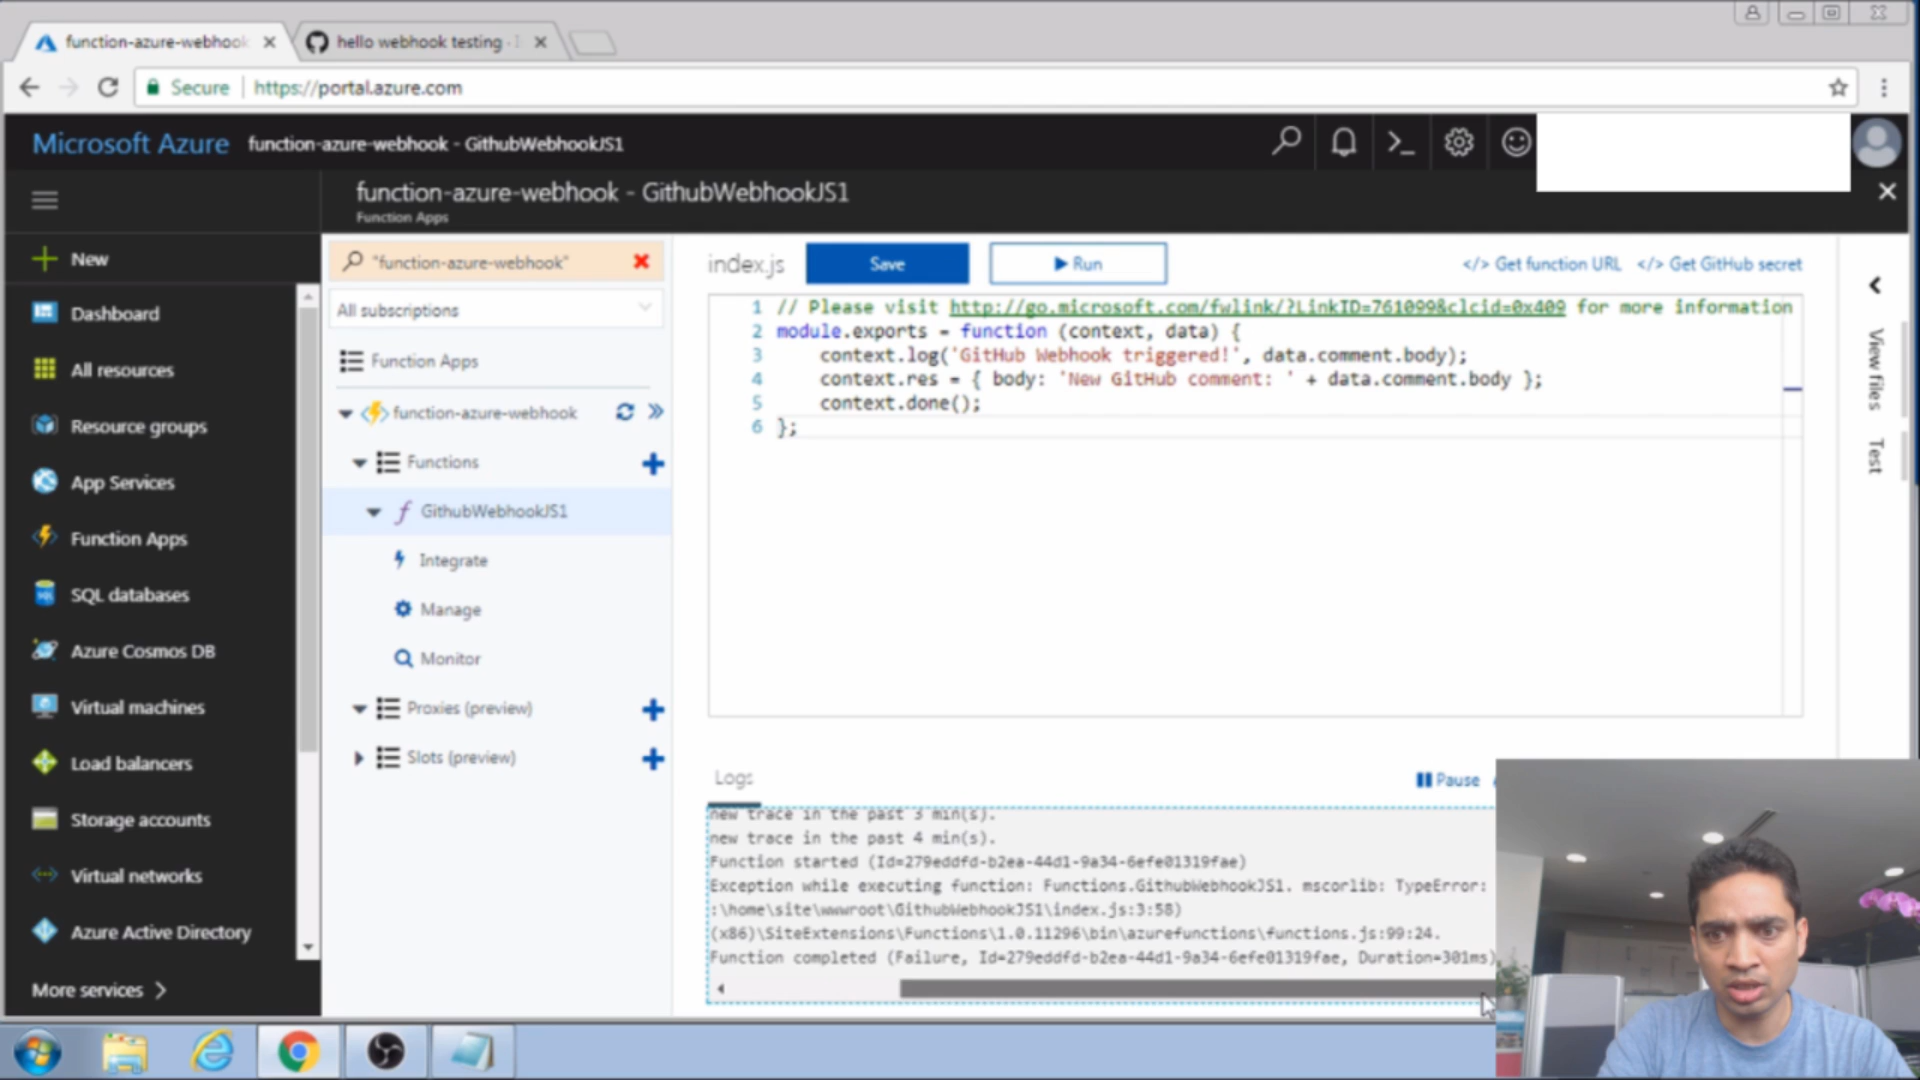 function-azure-webhook
hello webhook testing
Secure
https://portal.azure.com
Microsoft Azure
function-azure-webhook - GithubWebhookJS1
function-azure-webhook - GithubWebhookJS1
Function Apps
New
Dashboard
All resources
Resource groups
App Services
Function Apps
SQL databases
Azure Cosmos DB
Virtual machines
Load balancers
Storage accounts
Virtual networks
Azure Active Directory
More services
"function-azure-webhook"
All subscriptions
Function Apps
function-azure-webhook
Functions
GithubWebhookJS1
Integrate
Manage
Monitor
Proxies (preview)
Slots (preview)
index.js
Save
Run
</> Get function URL
</> Get GitHub secret
1 // Please visit http://go.microsoft.com/fwlink/?LinkID=761099&clcid=0x409 for more information
2 module.exports = function (context, data) {
3 context.log('GitHub Webhook triggered!', data.comment.body);
4 context.res = { body: 'New GitHub comment: ' + data.comment.body };
5 context.done();
6 };
View files
Test
Logs
Pause
new trace in the past 3 min(s).
new trace in the past 4 min(s).
Function started (Id=279eddfd-b2ea-44d1-9a34-6efe01319fae)
Exception while executing function: Functions.GithubWebhookJS1. mscorlib: TypeError:
:\home\site\wwwroot\GithubWebhookJS1\index.js:3:58)
(x86)\SiteExtensions\Functions\1.0.11296\bin\azurefunctions\functions.js:99:24.
Function completed (Failure, Id=279eddfd-b2ea-44d1-9a34-6efe01319fae, Duration=301ms)